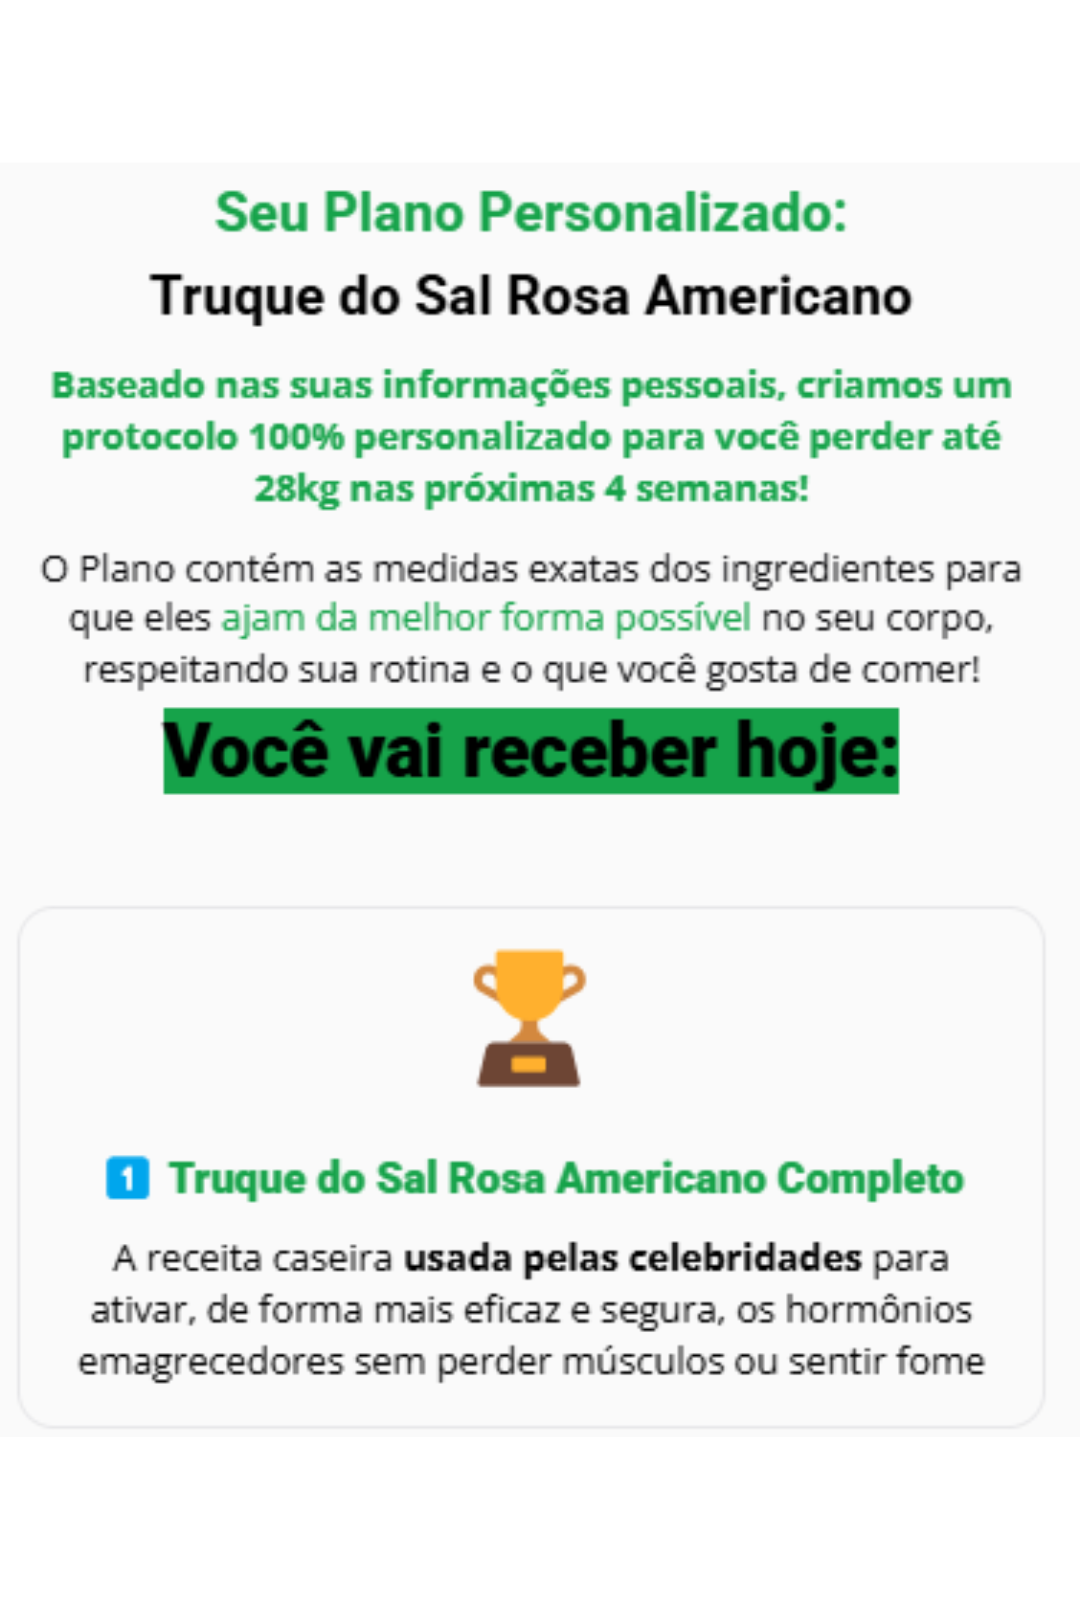 Seu Plano Personalizado:
Truque do Sal Rosa Americano
Baseado nas suas informações pessoais, criamos um
protocolo 100% personalizado para você perder até
28kg nas próximas 4 semanas!
O Plano contém as medidas exatas dos ingredientes para
que eles ajam da melhor forma possível no seu corpo,
respeitando sua rotina e o que você gosta de comer!
Você vai receber hoje:
1 Truque do Sal Rosa Americano Completo
A receita caseira usada pelas celebridades para
ativar, de forma mais eficaz e segura, os hormônios
emagrecedores sem perder músculos ou sentir fome